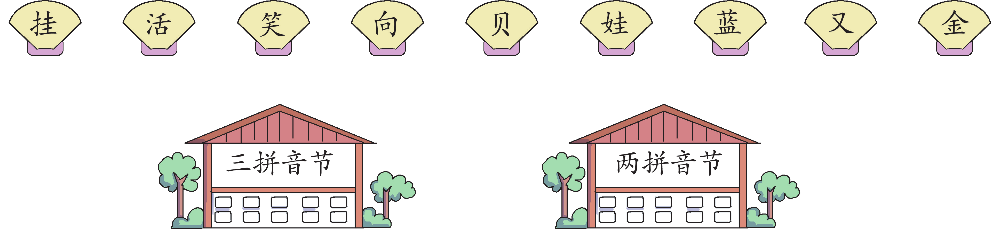 挂 活 笑 向 贝 娃 蓝 又 金
三拼音节 两拼音节